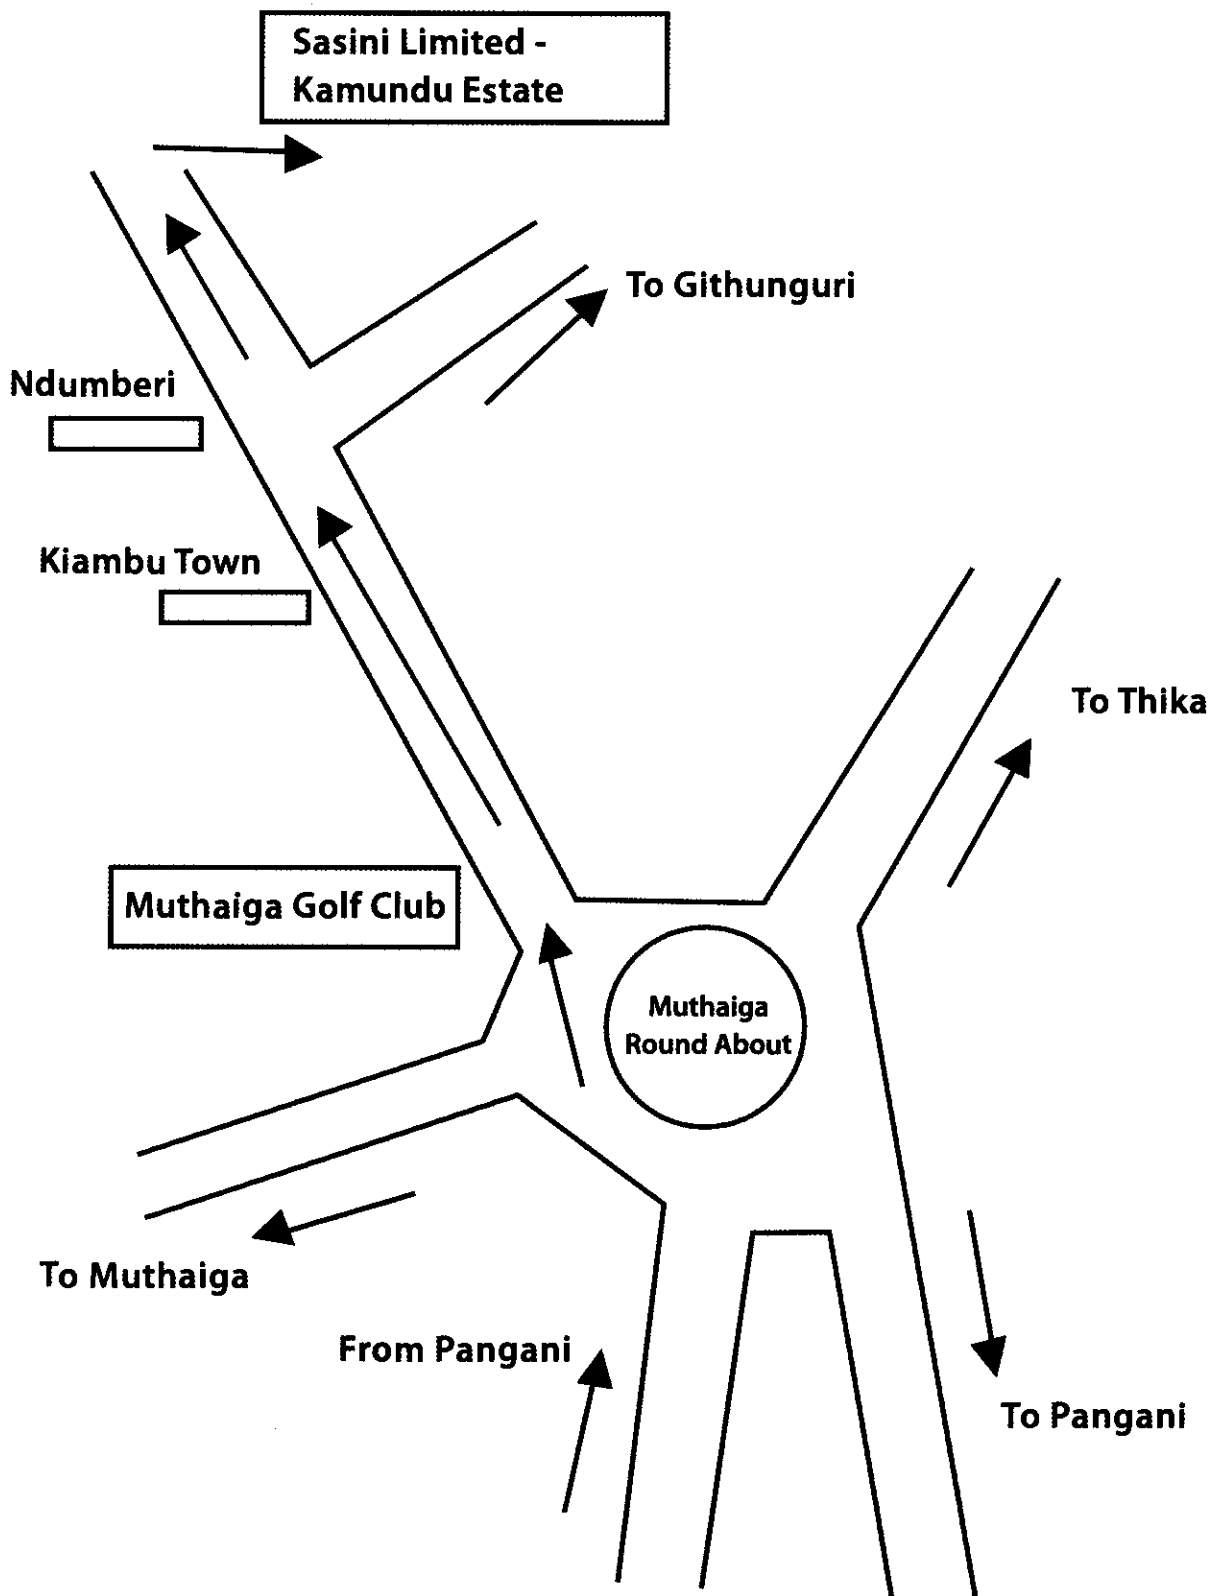 Sasini Limited -
Kamundu Estate
To Githunguri
Ndumberi
Kiambu Town
To Thika
Muthaiga Golf Club
Muthaiga
Round About
To Muthaiga
From Pangani
To Pangani